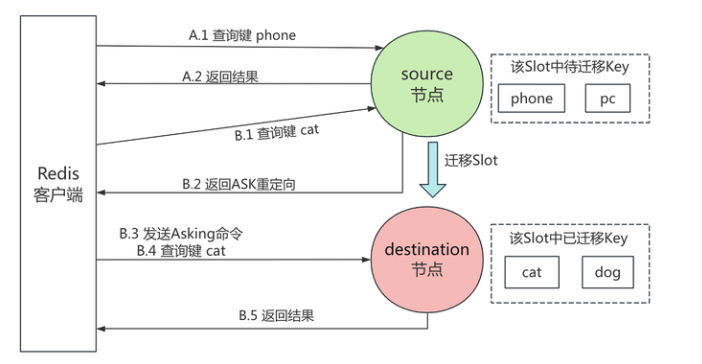 A.1 查询键 phone
A.2 返回结果
source
节点
该Slot中待迁移Key
phone
pc
B.1 查询键 cat
Redis
客户端
迁移Slot
B.2 返回ASK重定向
B.3 发送Asking命令
B.4 查询键 cat
destination
节点
该Slot中已迁移Key
cat
dog
B.5 返回结果